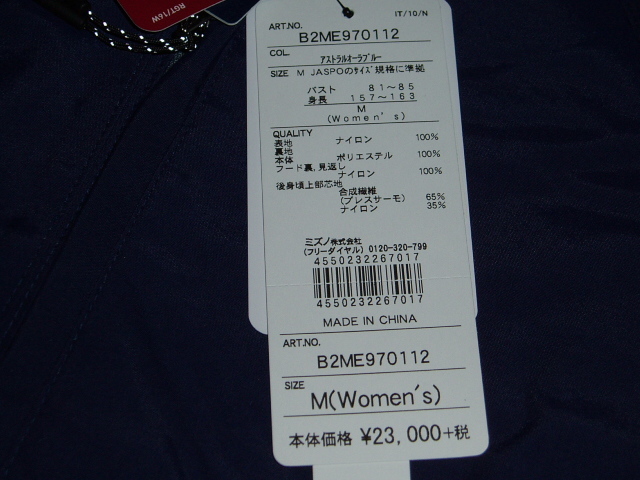 RGT/16W
IT/10/N
ART.NO.
B2ME970112
COL.
アストラルオーラブルー
SIZE M JASPOのサイズ規格に準拠
バスト 81〜85
身長 157〜163
M
(Women's)
QUALITY
表地 ナイロン 100%
裏地
本体 ポリエステル 100%
フード裏,見返し
ナイロン 100%
後身頃上部芯地
合成繊維
(ブレスサーモ) 65%
ナイロン 35%
ミズノ株式会社
(フリーダイヤル) 0120-320-799
4550232267017
4550232267017
MADE IN CHINA
ART.NO.
B2ME970112
SIZE
M(Women's)
本体価格 ¥23,000+税